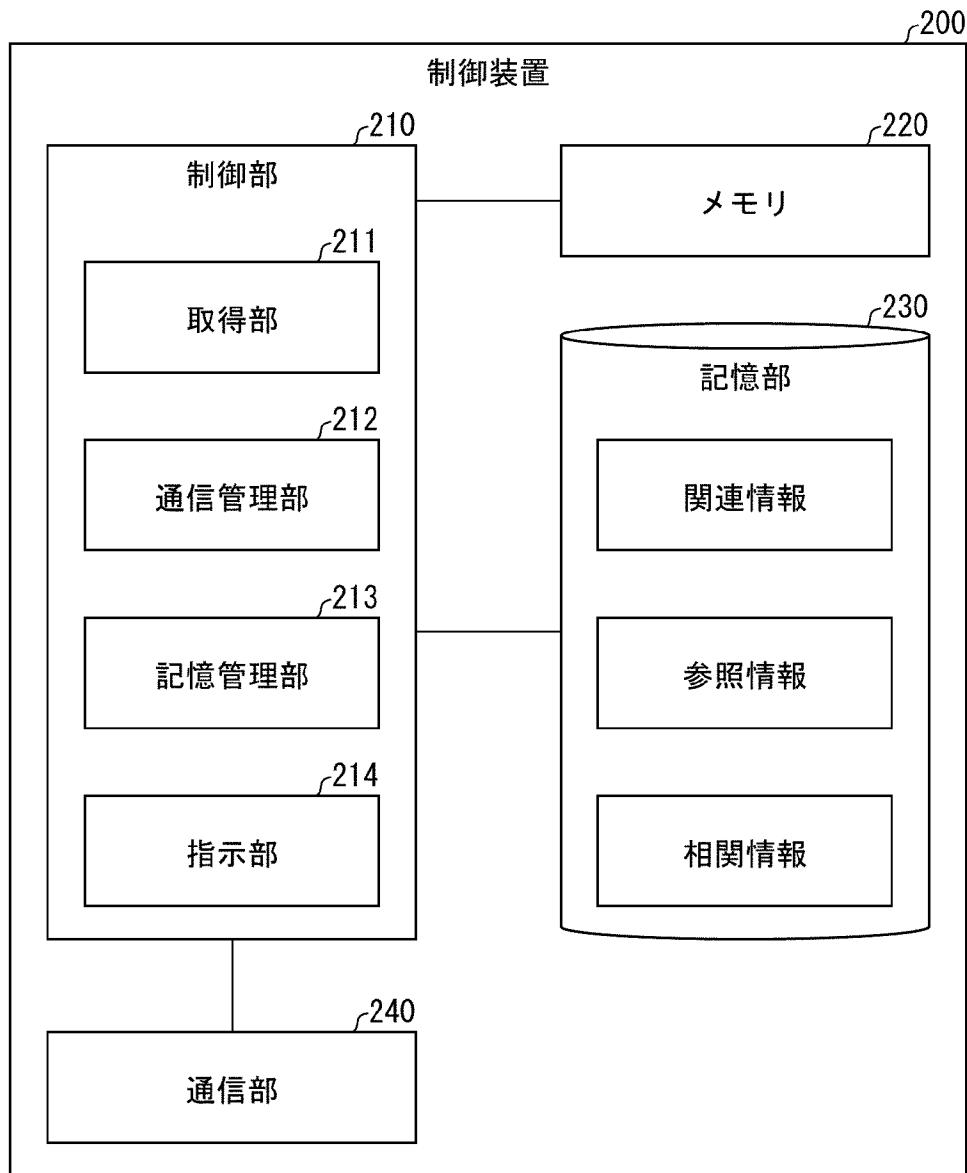 200
制御装置
210
制御部
211
取得部
212
通信管理部
213
記憶管理部
214
指示部
220
メモリ
230
記憶部
関連情報
参照情報
相関情報
240
通信部